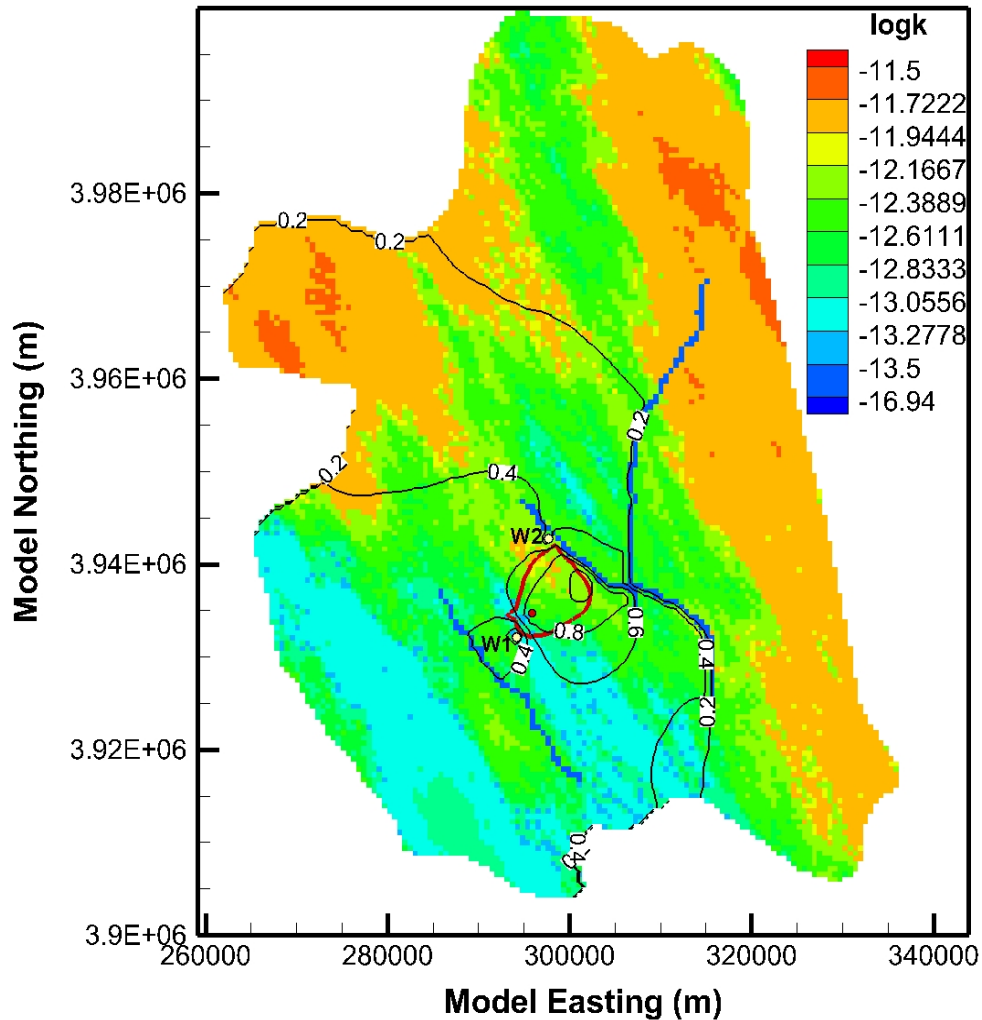 logk
-11.5
-11.7222
-11.9444
-12.1667
-12.3889
-12.6111
-12.8333
-13.0556
-13.2778
-13.5
-16.94
3.98E+06
3.96E+06
3.94E+06
3.92E+06
3.9E+06
Model Northing (m)
0.2
0.2
0.2
0.2
0.4
W2
0.8
0.6
W1
0.4
0.4
0.2
0.4
260000
280000
300000
320000
340000
Model Easting (m)